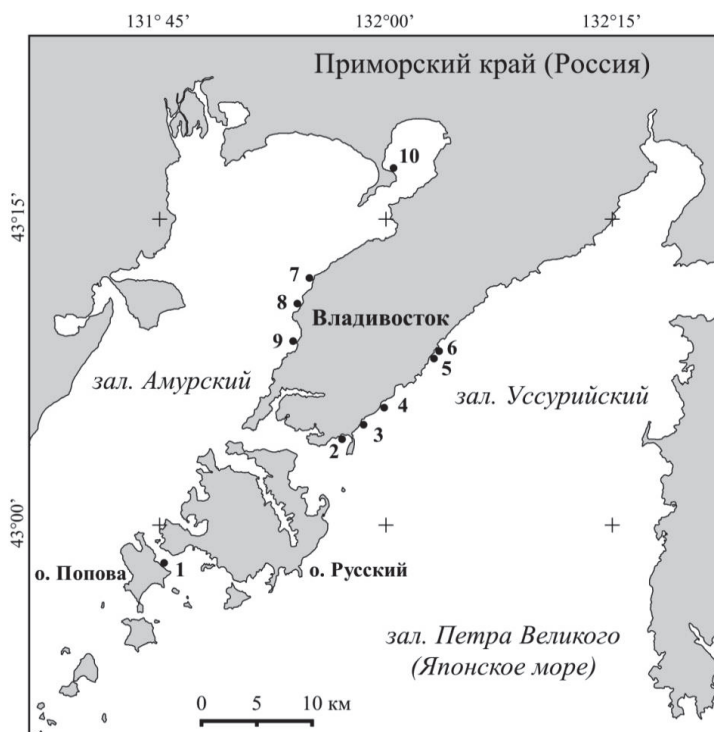 131° 45’ 132° 00’ 132° 15’
Приморский край (Россия)
10
43° 15’
7
8
Владивосток
9
6
5
зал. Амурский
зал. Уссурийский
4
3
2
43° 00’
о. Попова
1
о. Русский
зал. Петра Великого
(Японское море)
0 5 10 км